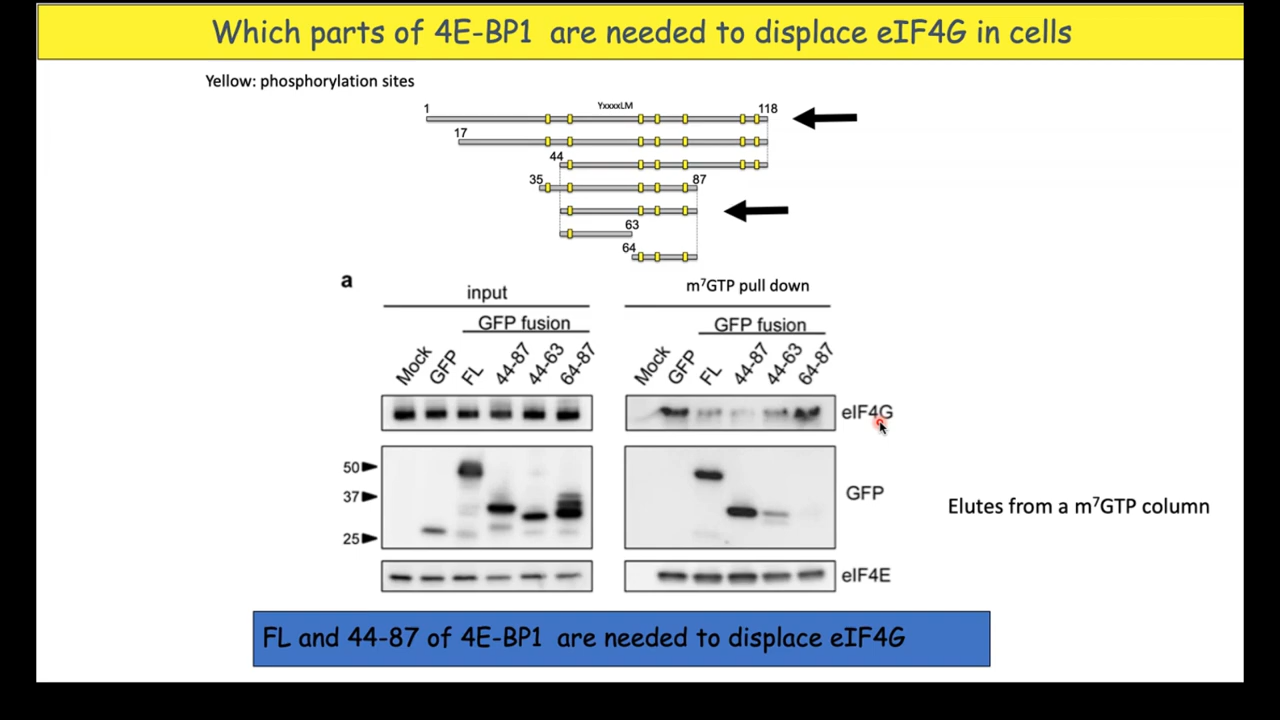 Which parts of 4E-BP1 are needed to displace eIF4G in cells
Yellow: phosphorylation sites
YxxxxLM
1 118
17
44
35 87
63
64
a
input
m⁷GTP pull down
GFP fusion
GFP fusion
Mock GFP FL 44-87 44-63 64-87
Mock GFP FL 44-87 44-63 64-87
eIF4G
50
37
25
GFP
Elutes from a m⁷GTP column
eIF4E
FL and 44-87 of 4E-BP1 are needed to displace eIF4G